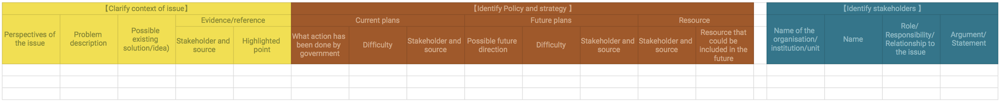 【Clarify context of issue】
【Identify Policy and strategy 】
【Identify stakeholders 】
Evidence/reference
Current plans
Future plans
Resource
Perspectives of
the issue
Problem
description
Possible
existing
solution/idea)
Stakeholder and
source
Highlighted
point
What action has
been done by
government
Difficulty
Stakeholder and
source
Possible future
direction
Difficulty
Stakeholder and
source
Stakeholder and
source
Resource that
could be
included in the
future
Name of the
organisation/
institution/unit
Name
Role/
Responsibility/
Relationship to
the issue
Argument/
Statement